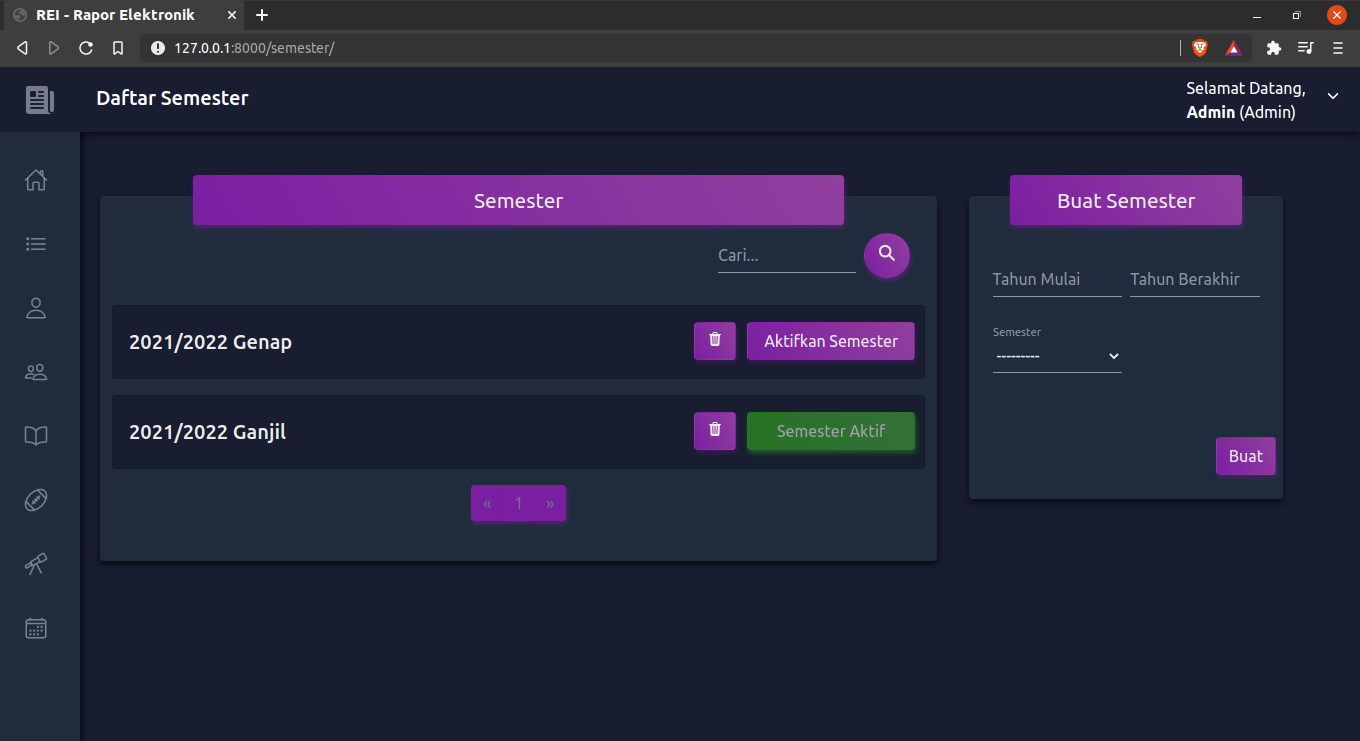 REI - Rapor Elektronik
127.0.0.1:8000/semester/
Daftar Semester
Selamat Datang,
Admin (Admin)
Semester
Cari...
2021/2022 Genap
Aktifkan Semester
2021/2022 Ganjil
Semester Aktif
« 1 »
Buat Semester
Tahun Mulai
Tahun Berakhir
Semester
---------
Buat